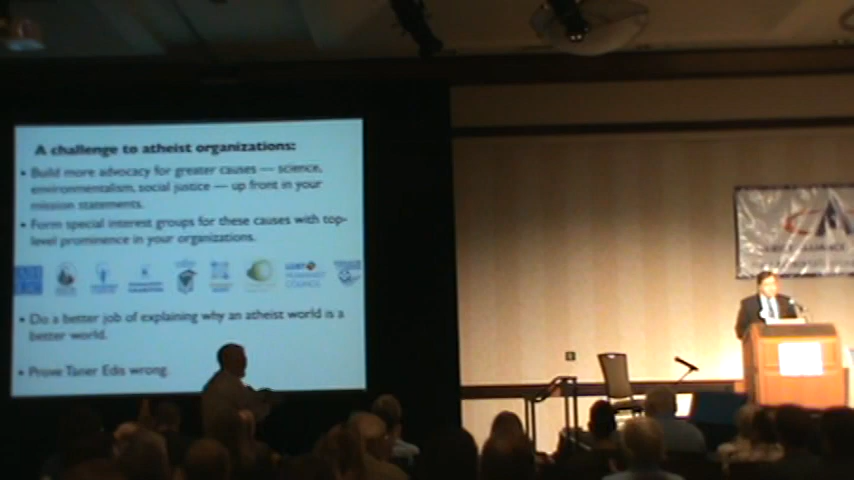 A challenge to atheist organizations:
• Build more advocacy for greater causes — science,
environmentalism, social justice — up front in your
mission statements.
• Form special interest groups for these causes with top-
level prominence in your organizations.
COUNCIL
• Do a better job of explaining why an atheist world is a
better world.
• Prove Taner Edis wrong.
ALLIANCE